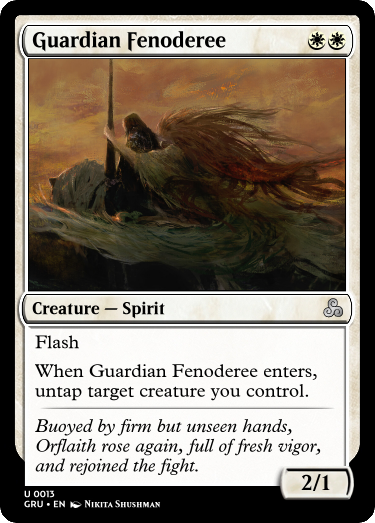 Guardian Fenoderee
Creature — Spirit
Flash
When Guardian Fenoderee enters,
untap target creature you control.
Buoyed by firm but unseen hands,
Orflaith rose again, full of fresh vigor,
and rejoined the fight.
2/1
U 0013
GRU • EN Nikita Shushman